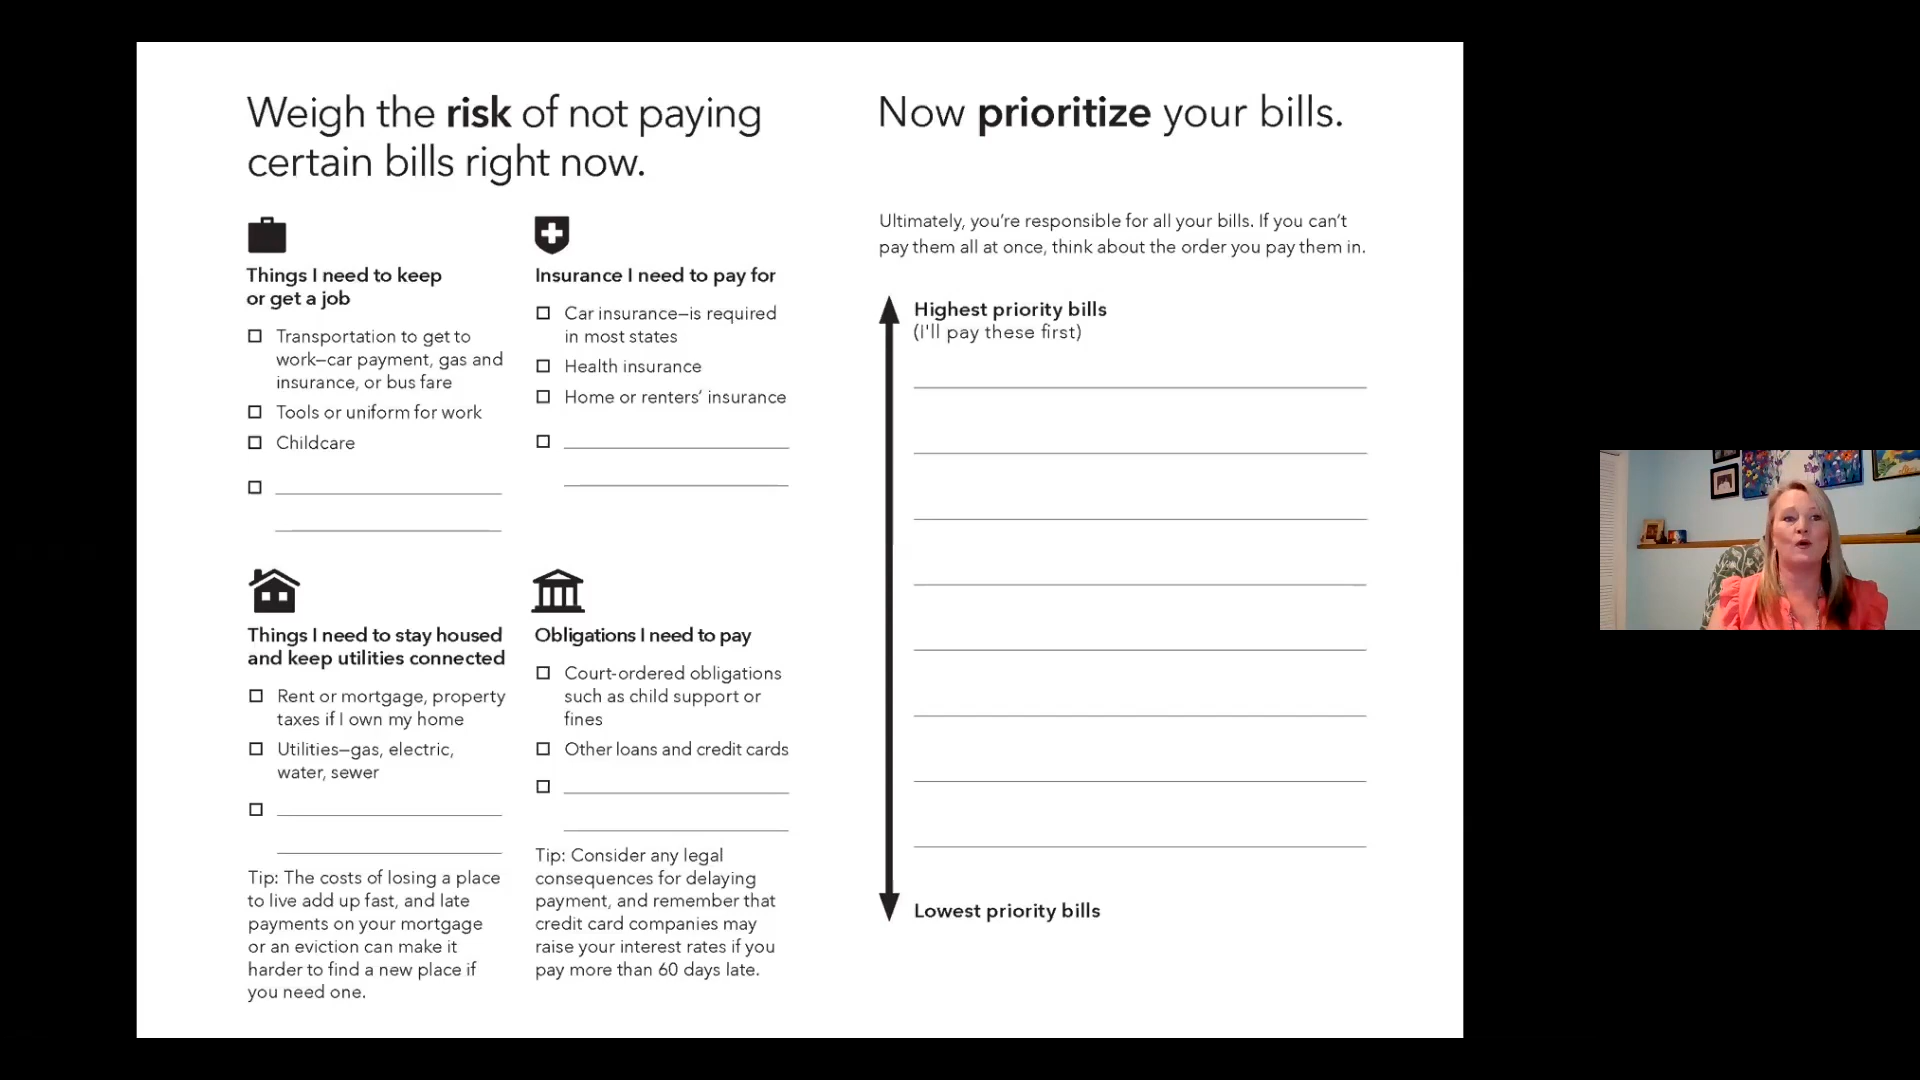 Weigh the risk of not paying
certain bills right now.
Things I need to keep
or get a job
Transportation to get to
work—car payment, gas and
insurance, or bus fare
Tools or uniform for work
Childcare
Insurance I need to pay for
Car insurance—is required
in most states
Health insurance
Home or renters’ insurance
Things I need to stay housed
and keep utilities connected
Rent or mortgage, property
taxes if I own my home
Utilities—gas, electric,
water, sewer
Tip: The costs of losing a place
to live add up fast, and late
payments on your mortgage
or an eviction can make it
harder to find a new place if
you need one.
Obligations I need to pay
Court-ordered obligations
such as child support or
fines
Other loans and credit cards
Tip: Consider any legal
consequences for delaying
payment, and remember that
credit card companies may
raise your interest rates if you
pay more than 60 days late.
Now prioritize your bills.
Ultimately, you’re responsible for all your bills. If you can’t
pay them all at once, think about the order you pay them in.
Highest priority bills
(I'll pay these first)
Lowest priority bills